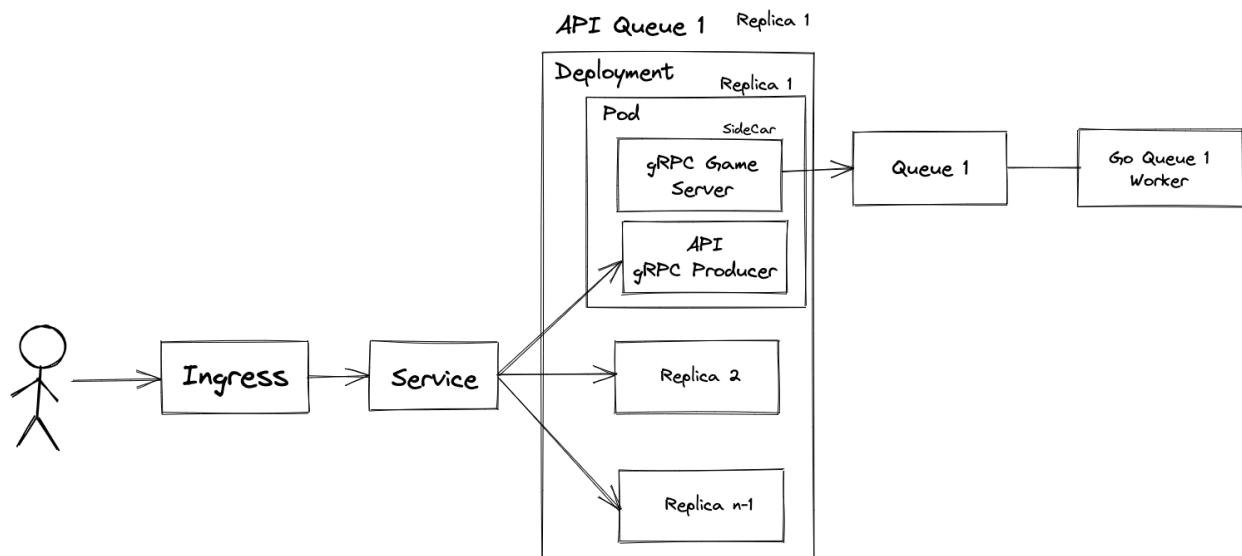 API Queue 1
Replica 1
Deployment
Replica 1
Pod
SideCar
gRPC Game
Server
Queue 1
Go Queue 1
Worker
API
gRPC Producer
Ingress
Service
Replica 2
Replica n-1